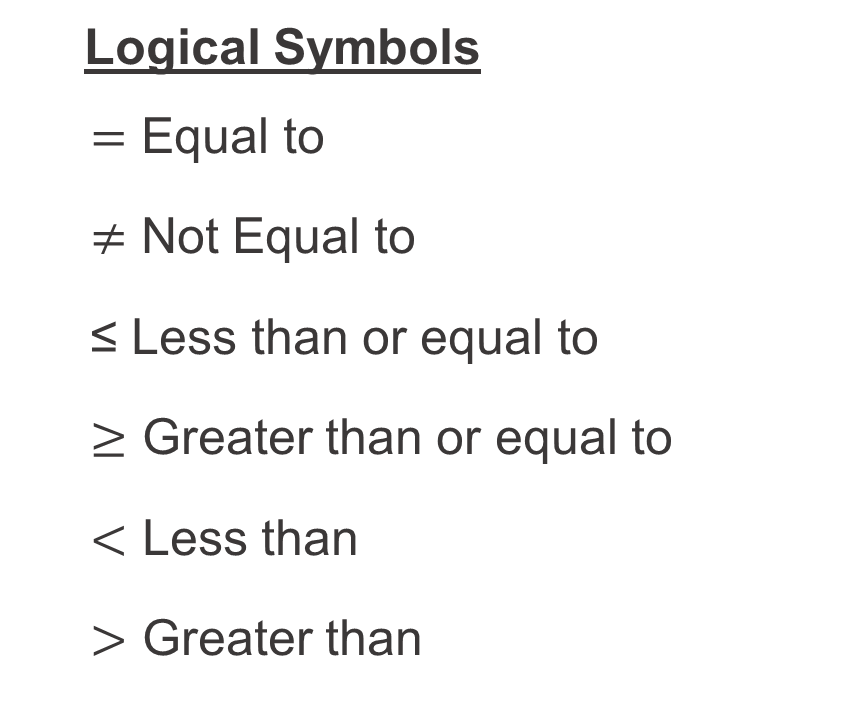 Logical Symbols
= Equal to
≠ Not Equal to
≤ Less than or equal to
≥ Greater than or equal to
< Less than
> Greater than